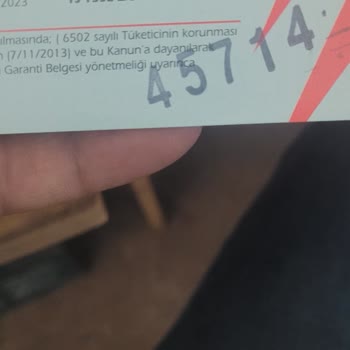 2023
ılmasında; ( 6502 sayılı Tüketicinin korunması
(7/11/2013) ve bu Kanun'a dayanılarak
Garanti Belgesi yönetmeliği uyarınca
45714